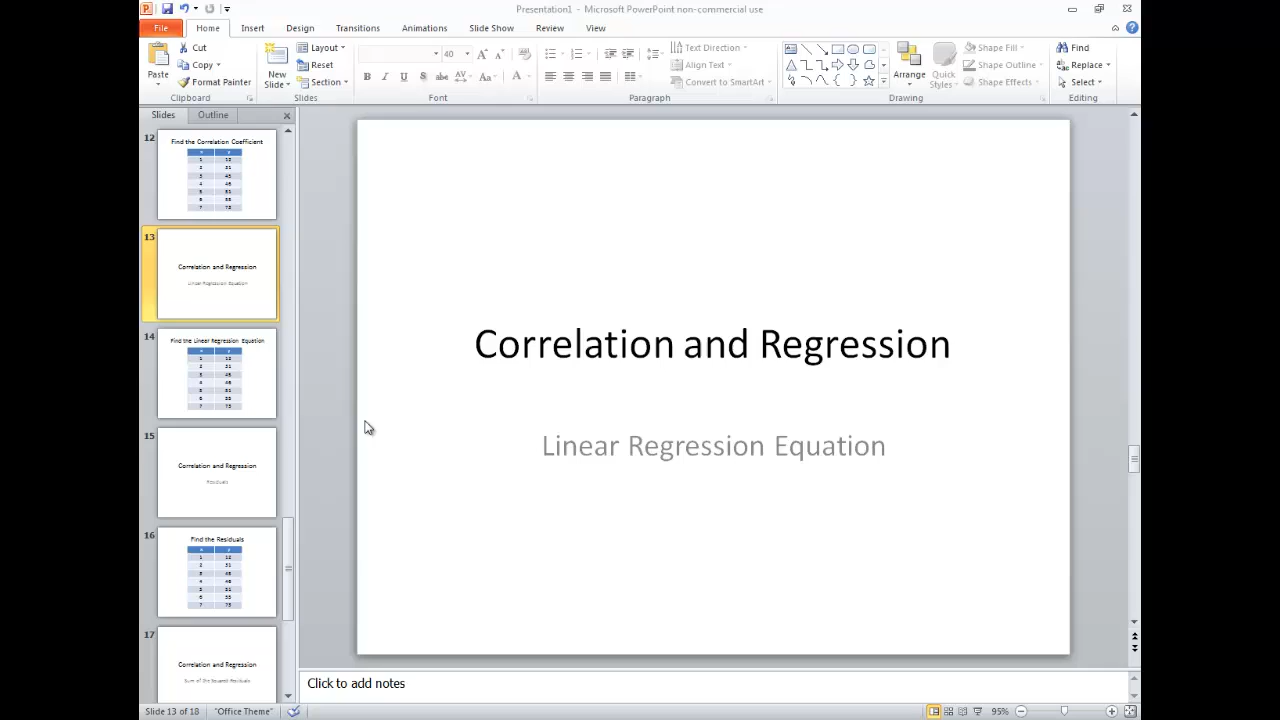 Presentation1 - Microsoft PowerPoint non-commercial use
File Home Insert Design Transitions Animations Slide Show Review View
Paste
Cut
Copy
Format Painter
Clipboard
New
Slide
Layout
Reset
Section
Slides
40
Font
Paragraph
Text Direction
Align Text
Convert to SmartArt
Arrange
Quick
Styles
Shape Fill
Shape Outline
Shape Effects
Drawing
Find
Replace
Select
Editing
Slides Outline
12
Find the Correlation Coefficient
13
Correlation and Regression
Linear Regression Equation
14
Find the Linear Regression Equation
15
Correlation and Regression
Residuals
16
Find the Residuals
17
Correlation and Regression
Sum of the Squared Residuals
Correlation and Regression
Linear Regression Equation
Click to add notes
Slide 13 of 18 "Office Theme" 95%